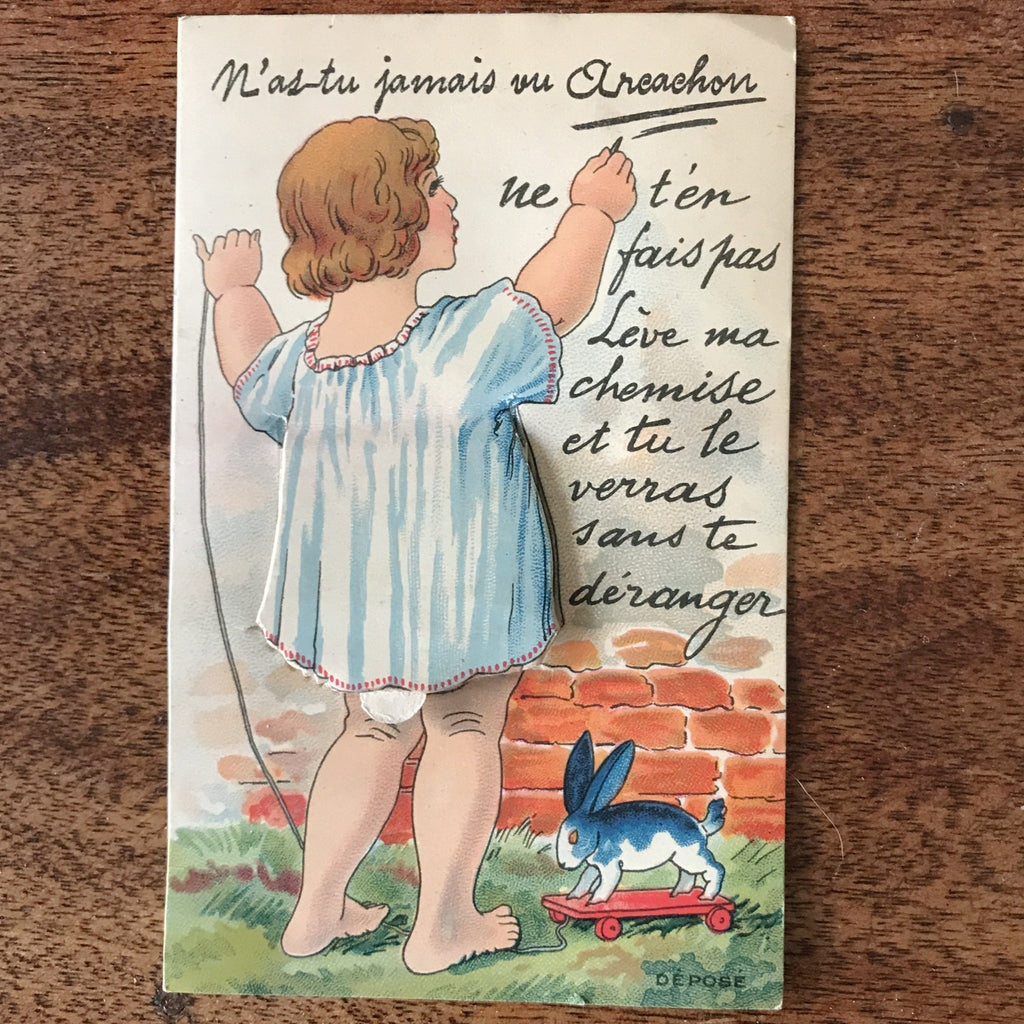 N'as-tu jamais vu Arcachon
ne t'en
fais pas
Lève ma
chemise
et tu le
verras
sans te
déranger
DÉPOSÉ